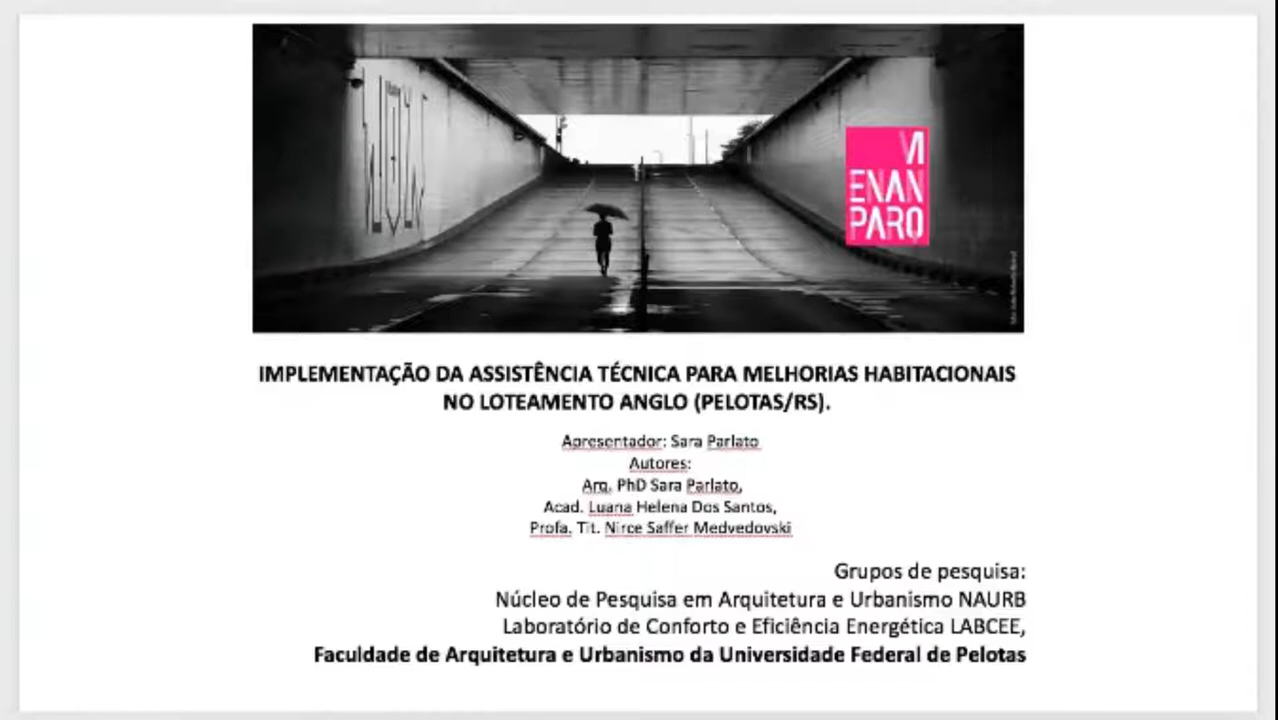 VI
ENAN
PARQ
IMPLEMENTAÇÃO DA ASSISTÊNCIA TÉCNICA PARA MELHORIAS HABITACIONAIS
NO LOTEAMENTO ANGLO (PELOTAS/RS).
Apresentador: Sara Parlato
Autores:
Arq. PhD Sara Parlato,
Acad. Luana Helena Dos Santos,
Profa. Tit. Nirce Saffer Medvedovski
Grupos de pesquisa:
Núcleo de Pesquisa em Arquitetura e Urbanismo NAURB
Laboratório de Conforto e Eficiência Energética LABCEE,
Faculdade de Arquitetura e Urbanismo da Universidade Federal de Pelotas